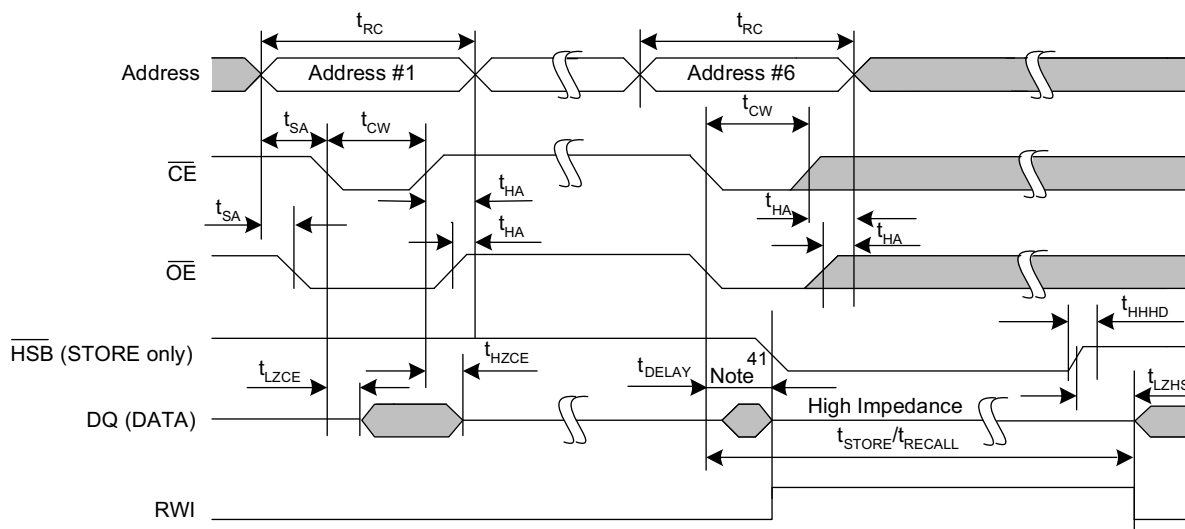 tRC
tRC
Address
Address #1
Address #6
tSA
tCW
tCW
CE
tHA
tHA
tSA
tHA
tHA
OE
tHHHD
HSB (STORE only)
tHZCE
tLZCE
tDELAY
Note 41
tLZHS
DQ (DATA)
High Impedance
tSTORE/tRECALL
RWI